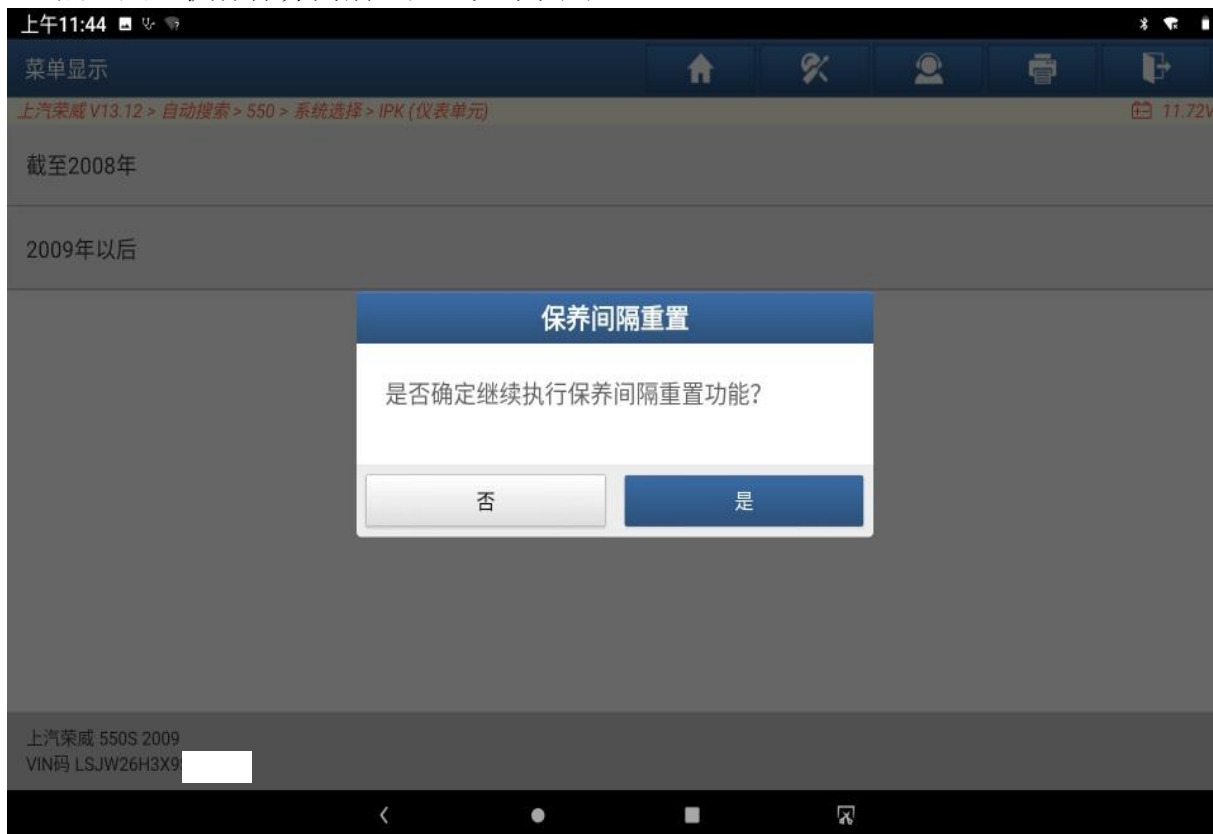 上午11:44
菜单显示
上汽荣威 V13.12 > 自动搜索 > 550 > 系统选择 > IPK (仪表单元)
11.72V
截至2008年
2009年以后
保养间隔重置
是否确定继续执行保养间隔重置功能?
否
是
上汽荣威 550S 2009
VIN码 LSJW26H3X9